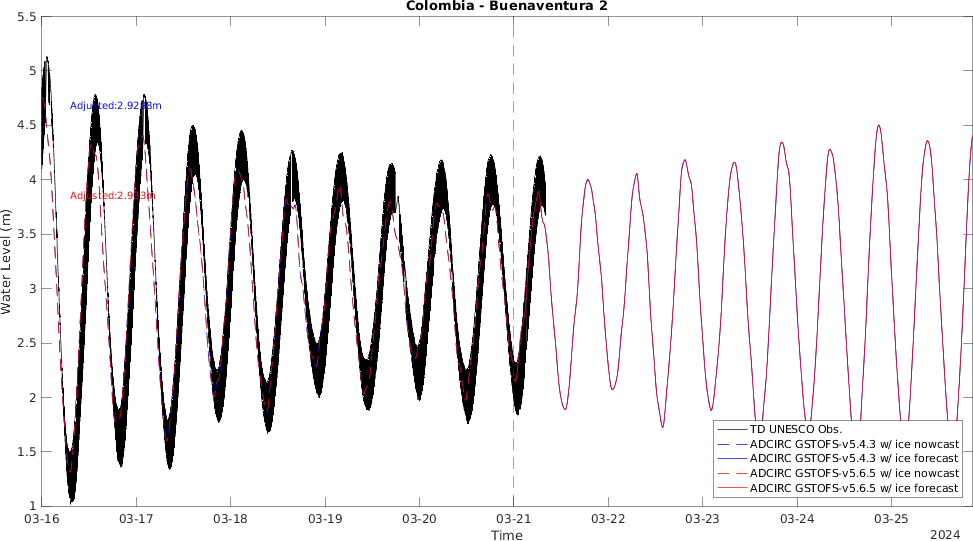 Colombia - Buenaventura 2
5.5
5
4.5
4
3.5
3
2.5
2
1.5
1
Water Level (m)
03-16
03-17
03-18
03-19
03-20
03-21
03-22
03-23
03-24
03-25
Time
2024
TD UNESCO Obs.
ADCIRC GSTOFS-v5.4.3 w/ ice nowcast
ADCIRC GSTOFS-v5.4.3 w/ ice forecast
ADCIRC GSTOFS-v5.6.5 w/ ice nowcast
ADCIRC GSTOFS-v5.6.5 w/ ice forecast